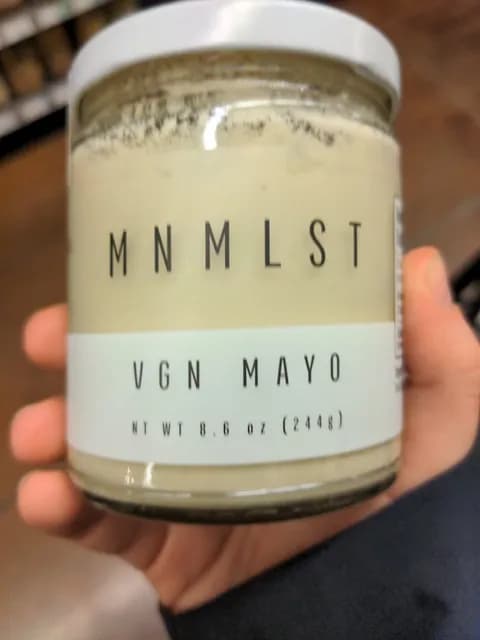 MNMLST
VGN MAYO
NT WT 8.6 oz (244g)